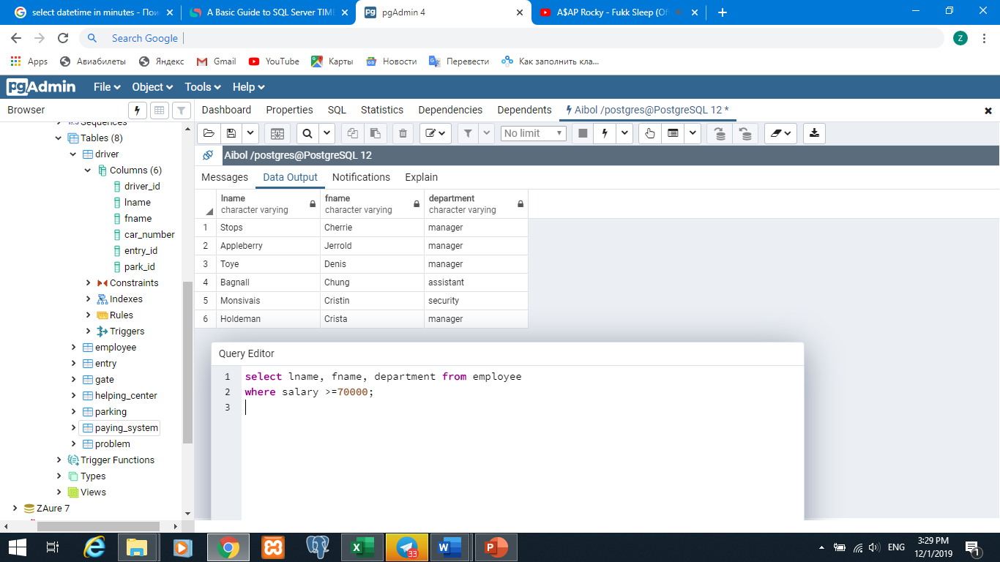 select datetime in minutes - Пои
A Basic Guide to SQL Server TIME
pgAdmin 4
A$AP Rocky - Fukk Sleep (Of
Search Google
Z
Apps Авиабилеты Яндекс Gmail YouTube Карты Новости Перевести Как заполнить кла...
pgAdmin File Object Tools Help
Browser
Dashboard Properties SQL Statistics Dependencies Dependents Aibol /postgres@PostgreSQL 12 *
No limit
Aibol /postgres@PostgreSQL 12
Messages Data Output Notifications Explain
Sequences
Tables (8)
driver
Columns (6)
driver_id
lname
fname
car_number
entry_id
park_id
Constraints
Indexes
Rules
Triggers
employee
entry
gate
helping_center
parking
paying_system
problem
Trigger Functions
Types
Views
ZAure 7
lname fname department
character varying character varying character varying
1 Stops Cherrie manager
2 Appleberry Jerrold manager
3 Toye Denis manager
4 Bagnall Chung assistant
5 Monsivais Cristin security
6 Holdeman Crista manager
Query Editor
1 select lname, fname, department from employee
2 where salary >=70000;
3
33
ENG
3:29 PM
12/1/2019
1